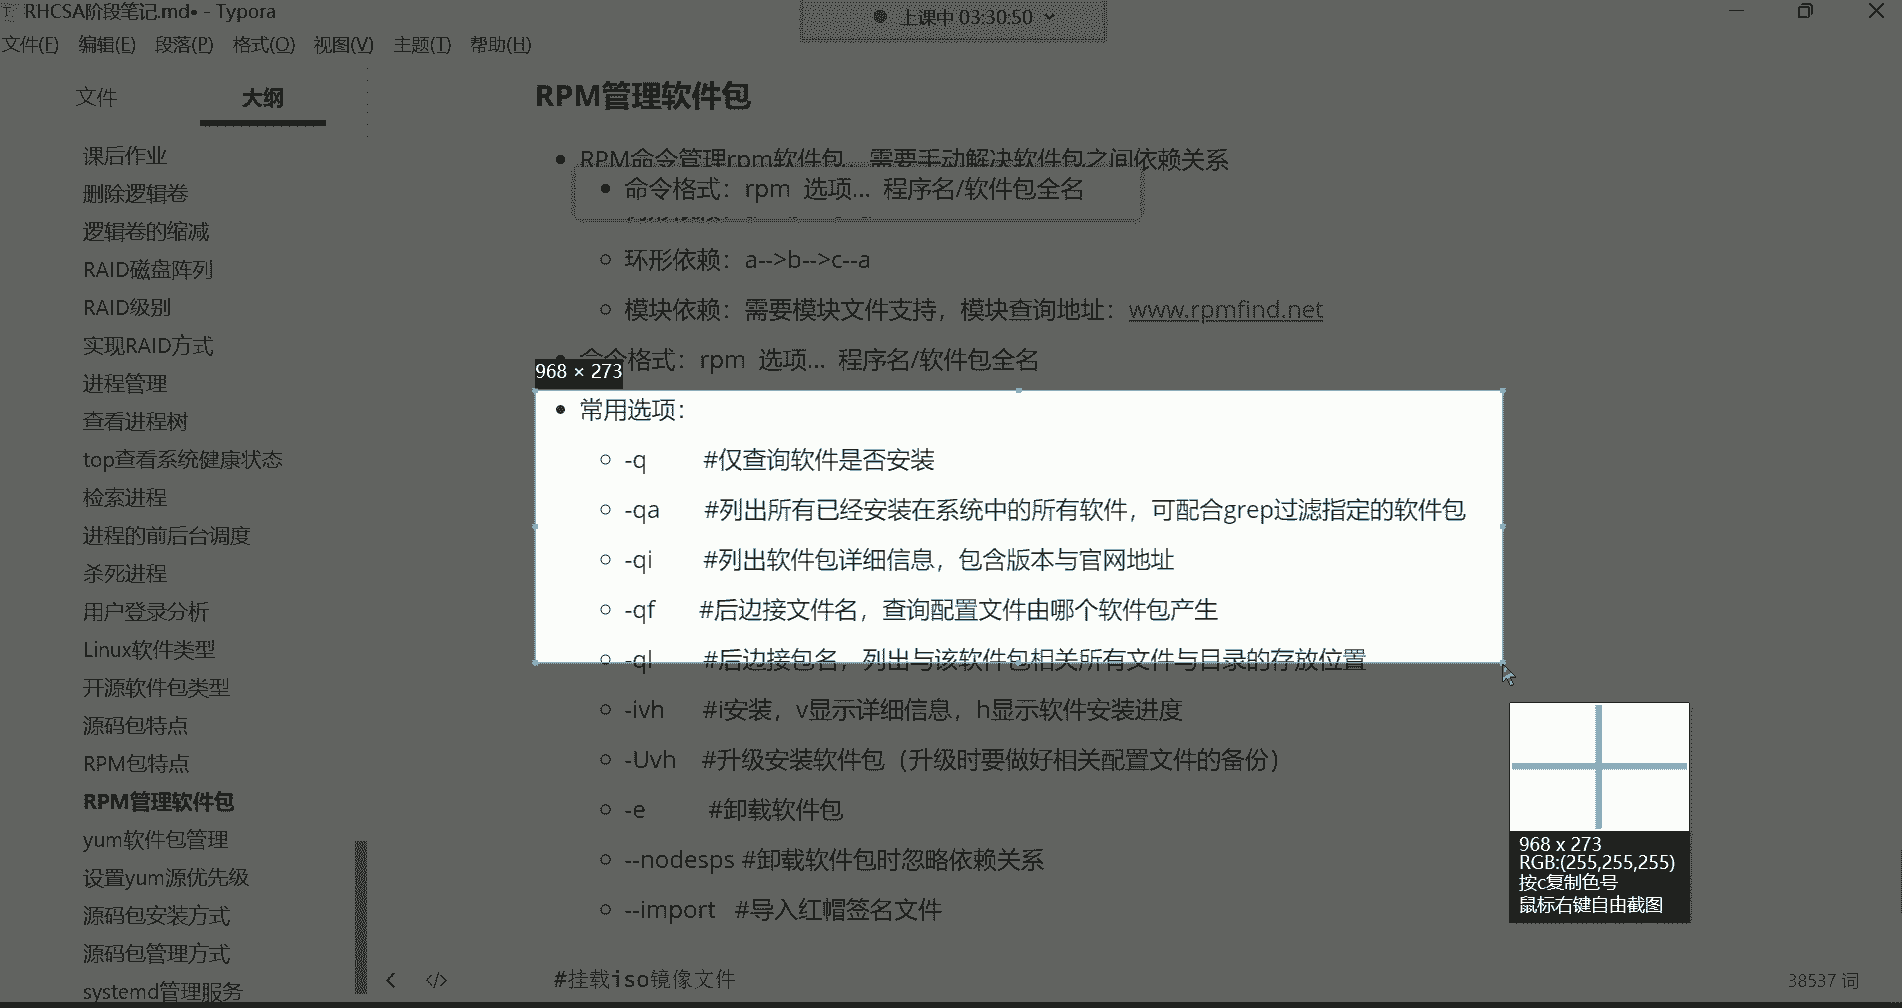 RHCSA阶段笔记.md• - Typora
上课中 03:30:50
文件(F) 编辑(E) 段落(P) 格式(O) 视图(V) 主题(T) 帮助(H)
文件 大纲
课后作业
删除逻辑卷
逻辑卷的缩减
RAID磁盘阵列
RAID级别
实现RAID方式
进程管理
查看进程树
top查看系统健康状态
检索进程
进程的前后台调度
杀死进程
用户登录分析
Linux软件类型
开源软件包类型
源码包特点
RPM包特点
RPM管理软件包
yum软件包管理
设置yum源优先级
源码包安装方式
源码包管理方式
systemd管理服务
RPM管理软件包
RPM命令管理rpm软件包，需要手动解决软件包之间依赖关系
命令格式：rpm 选项... 程序名/软件包全名
环形依赖：a-->b-->c--a
模块依赖：需要模块文件支持，模块查询地址：www.rpmfind.net
命令格式：rpm 选项... 程序名/软件包全名
968 × 273
常用选项：
-q #仅查询软件是否安装
-qa #列出所有已经安装在系统中的所有软件，可配合grep过滤指定的软件包
-qi #列出软件包详细信息，包含版本与官网地址
-qf #后边接文件名，查询配置文件由哪个软件包产生
-ql #后边接包名，列出与该软件包相关所有文件与目录的存放位置
-ivh #i安装，v显示详细信息，h显示软件安装进度
-Uvh #升级安装软件包（升级时要做好相关配置文件的备份）
-e #卸载软件包
--nodesps #卸载软件包时忽略依赖关系
--import #导入红帽签名文件
#挂载iso镜像文件
968 x 273
RGB:(255,255,255)
按c复制色号
鼠标右键自由截图
</> 38537 词